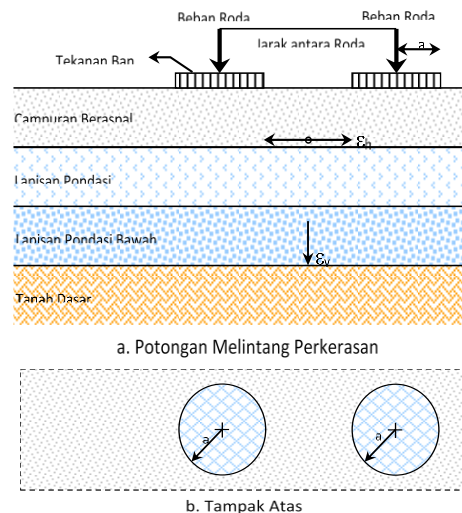 Beban Roda Beban Roda
Jarak antara Roda
a
Tekanan Ban
Campuran Beraspal
εh
Lapisan Pondasi
Lapisan Pondasi Bawah
εv
Tanah Dasar
a. Potongan Melintang Perkerasan
a a
b. Tampak Atas